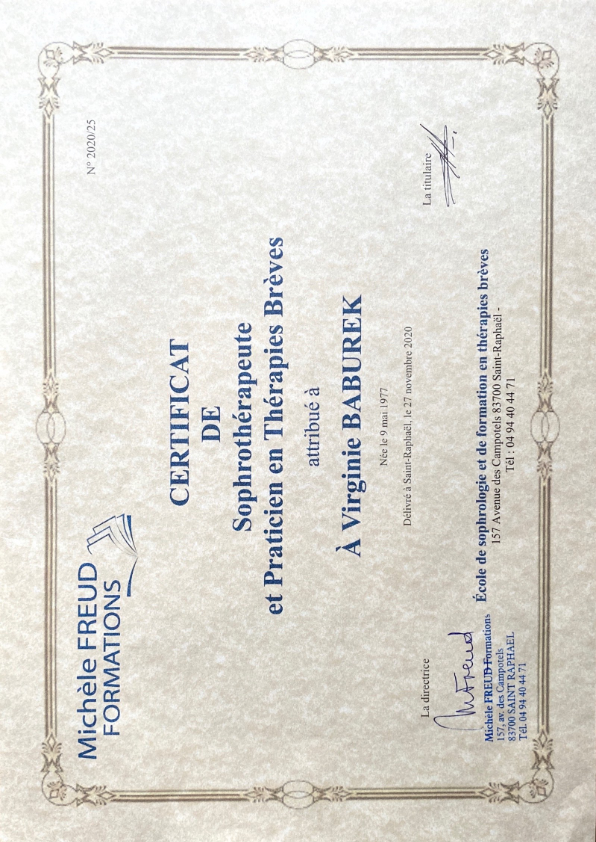 Michèle FREUD
FORMATIONS
N° 2020/25
CERTIFICAT
DE
Sophrothérapeute
et Praticien en Thérapies Brèves
attribué à
À Virginie BABUREK
Née le 9 mai 1977
Délivré à Saint-Raphaël, le 27 novembre 2020
La directrice
La titulaire
MFreud
Michèle FREUD Formations
157, av. des Campotels
83700 SAINT RAPHAEL
Tél. 04 94 40 44 71
École de sophrologie et de formation en thérapies brèves
157 Avenue des Campotels 83700 Saint-Raphaël -
Tél : 04 94 40 44 71